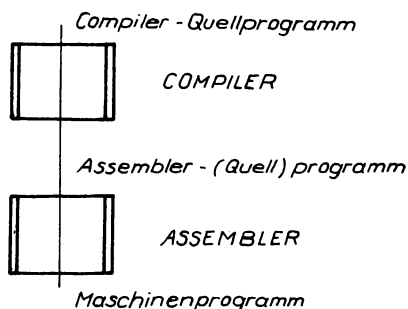 Compiler - Quellprogramm
COMPILER
Assembler - (Quell) programm
ASSEMBLER
Maschinenprogramm